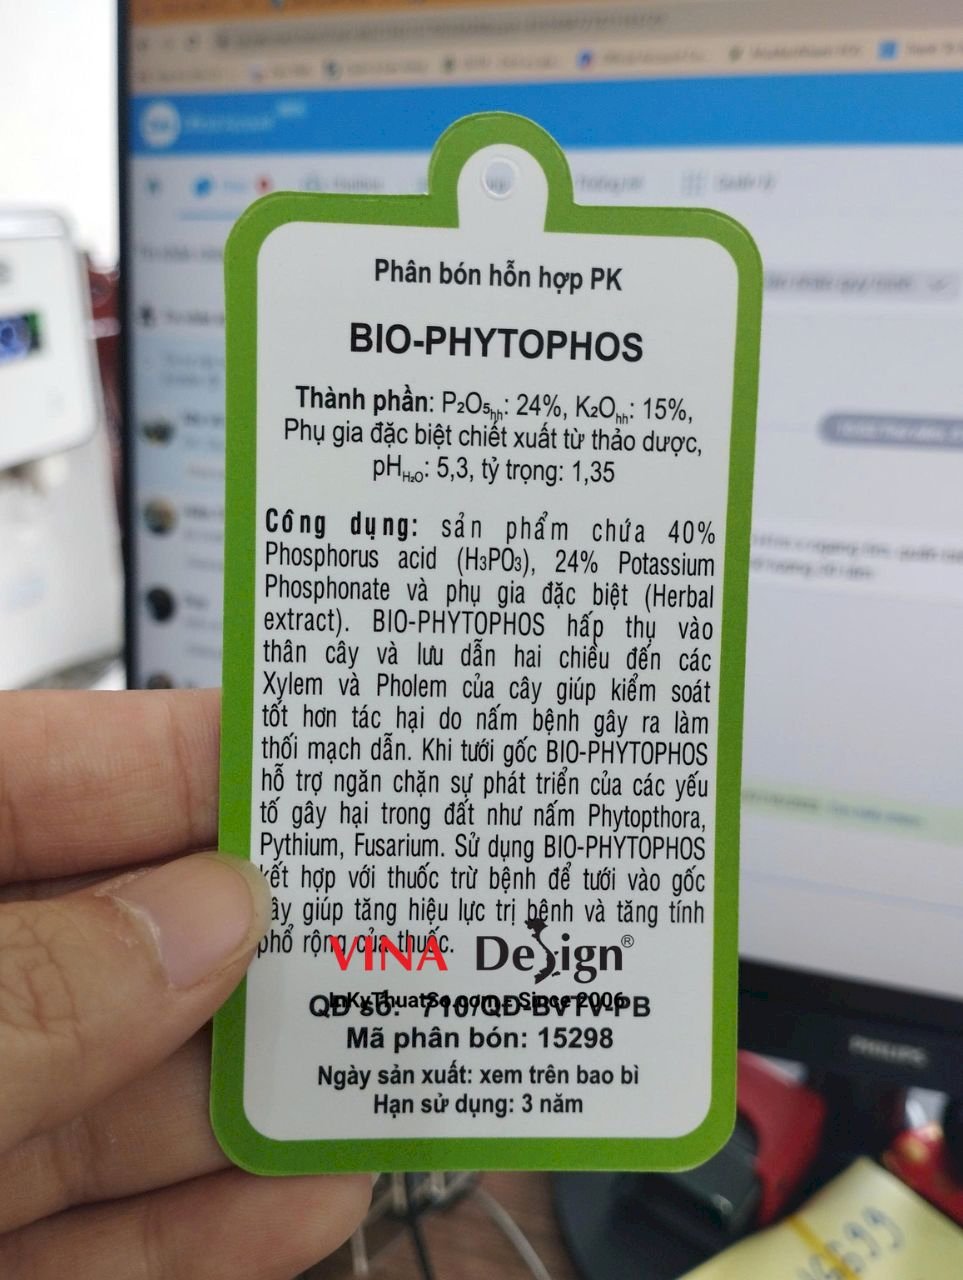 Phân bón hỗn hợp PK
BIO-PHYTOPHOS
Thành phần: P₂O₅hh: 24%, K₂Ohh: 15%,
Phụ gia đặc biệt chiết xuất từ thảo dược,
pHH₂O: 5,3, tỷ trọng: 1,35
Công dụng: sản phẩm chứa 40%
Phosphorus acid (H₃PO₃), 24% Potassium
Phosphonate và phụ gia đặc biệt (Herbal
extract). BIO-PHYTOPHOS hấp thụ vào
thân cây và lưu dẫn hai chiều đến các
Xylem và Pholem của cây giúp kiểm soát
tốt hơn tác hại do nấm bệnh gây ra làm
thối mạch dẫn. Khi tưới gốc BIO-PHYTOPHOS
hỗ trợ ngăn chặn sự phát triển của các yếu
tố gây hại trong đất như nấm Phytopthora,
Pythium, Fusarium. Sử dụng BIO-PHYTOPHOS
kết hợp với thuốc trừ bệnh để tưới vào gốc
ây giúp tăng hiệu lực trị bệnh và tăng tính
phổ rộng của thuốc.
VINA Design®
InKyThuatSo.com - Since 2006
QĐ số: 710/QĐ-BVTV-PB
Mã phân bón: 15298
Ngày sản xuất: xem trên bao bì
Hạn sử dụng: 3 năm
PHILIPS